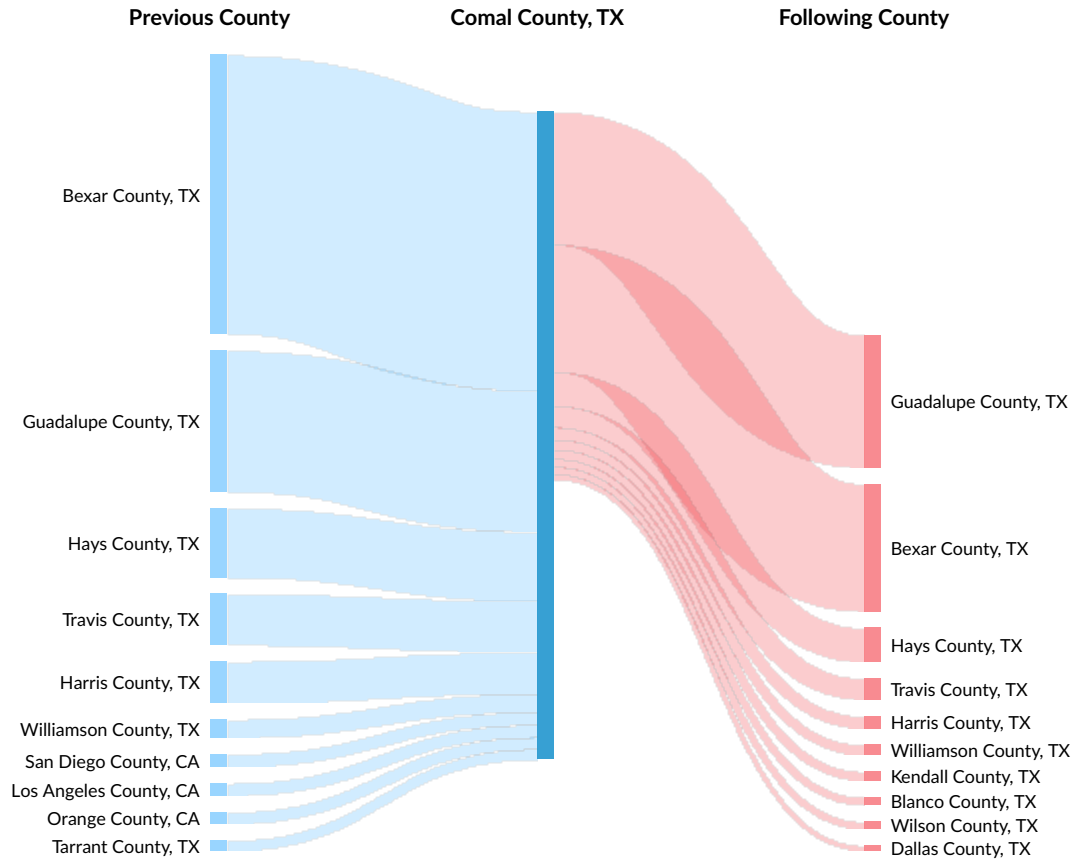 Previous County
Comal County, TX
Following County
Bexar County, TX
Guadalupe County, TX
Hays County, TX
Travis County, TX
Harris County, TX
Williamson County, TX
San Diego County, CA
Los Angeles County, CA
Orange County, CA
Tarrant County, TX
Guadalupe County, TX
Bexar County, TX
Hays County, TX
Travis County, TX
Harris County, TX
Williamson County, TX
Kendall County, TX
Blanco County, TX
Wilson County, TX
Dallas County, TX